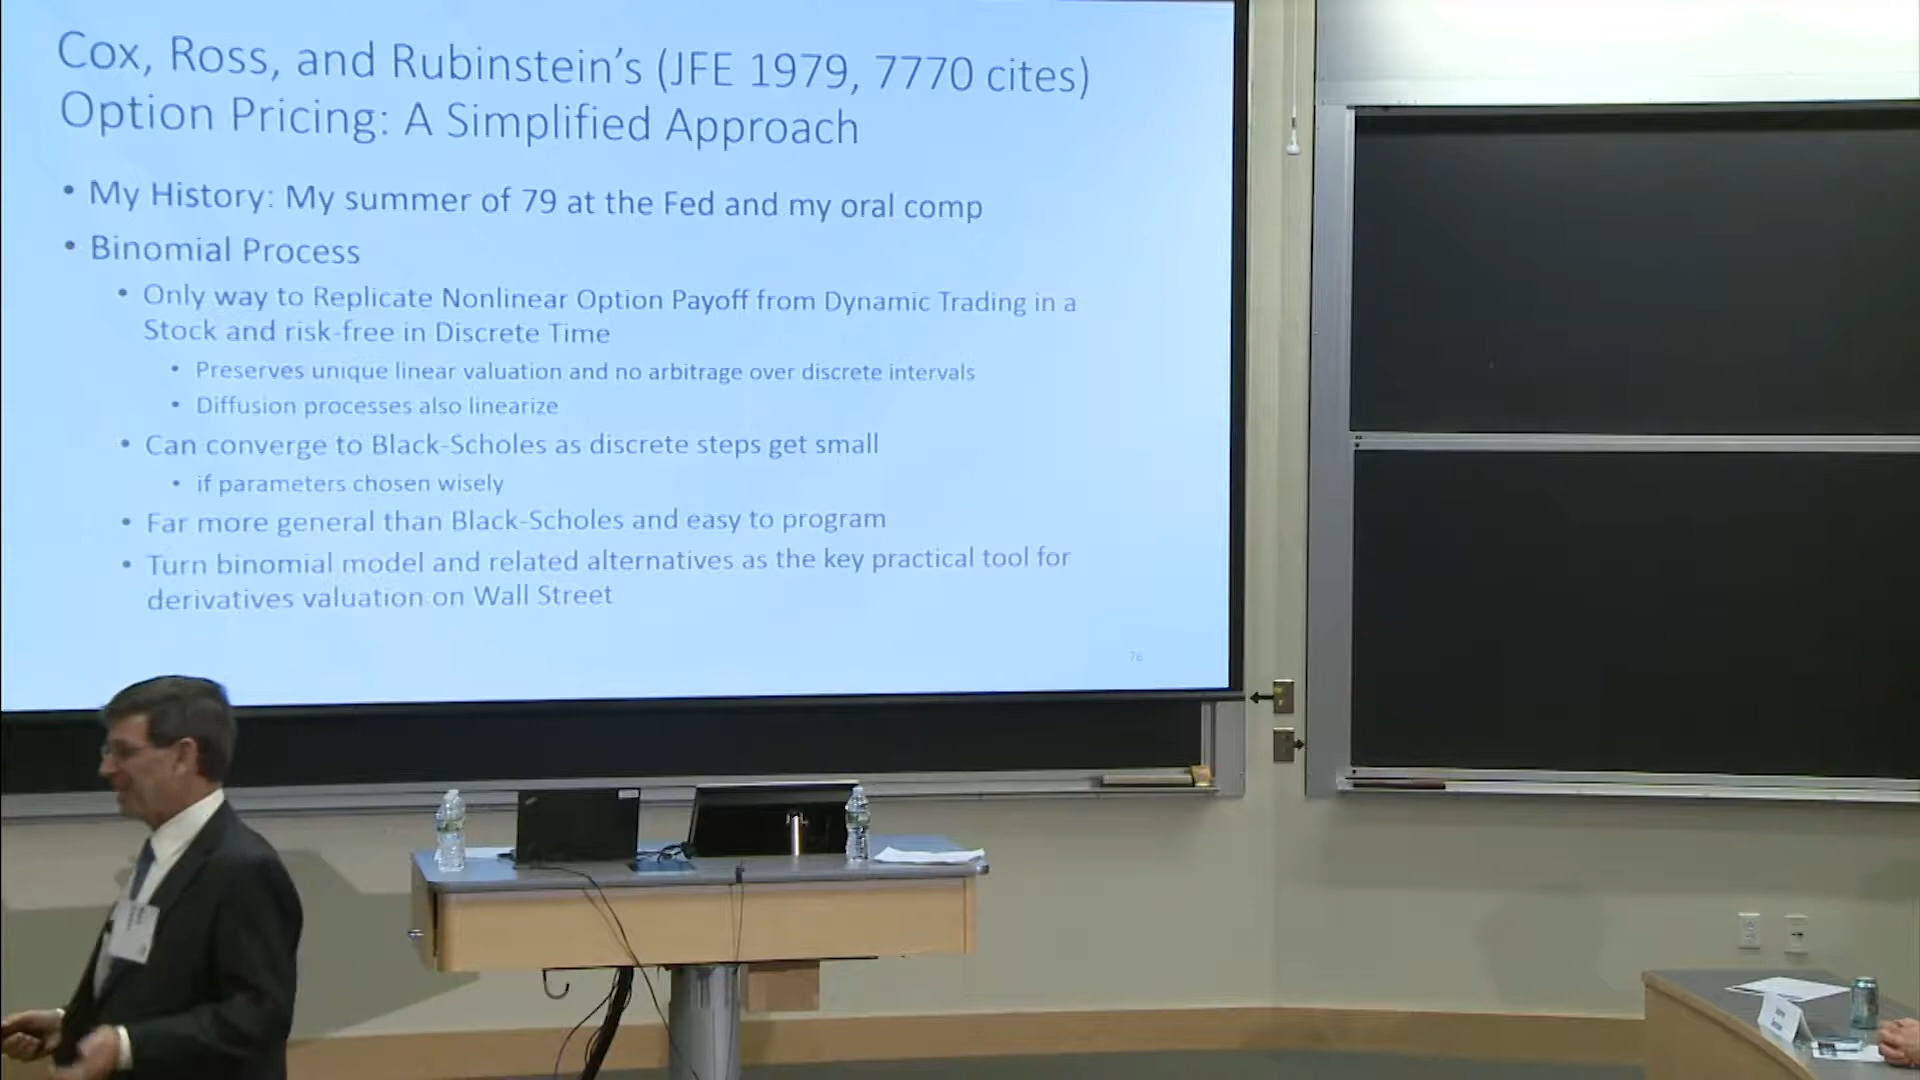 Cox, Ross, and Rubinstein's (JFE 1979, 7770 cites)
Option Pricing: A Simplified Approach
• My History: My summer of 79 at the Fed and my oral comp
• Binomial Process
• Only way to Replicate Nonlinear Option Payoff from Dynamic Trading in a
Stock and risk-free in Discrete Time
• Preserves unique linear valuation and no arbitrage over discrete intervals
• Diffusion processes also linearize
• Can converge to Black-Scholes as discrete steps get small
• if parameters chosen wisely
• Far more general than Black-Scholes and easy to program
• Turn binomial model and related alternatives as the key practical tool for
derivatives valuation on Wall Street
76